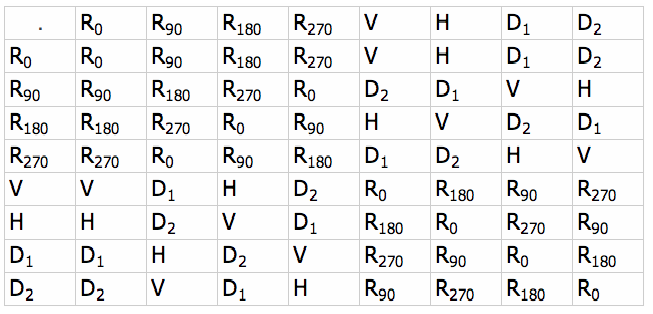 . R₀ R₉₀ R₁₈₀ R₂₇₀ V H D₁ D₂
R₀ R₀ R₉₀ R₁₈₀ R₂₇₀ V H D₁ D₂
R₉₀ R₉₀ R₁₈₀ R₂₇₀ R₀ D₂ D₁ V H
R₁₈₀ R₁₈₀ R₂₇₀ R₀ R₉₀ H V D₂ D₁
R₂₇₀ R₂₇₀ R₀ R₉₀ R₁₈₀ D₁ D₂ H V
V V D₁ H D₂ R₀ R₁₈₀ R₉₀ R₂₇₀
H H D₂ V D₁ R₁₈₀ R₀ R₂₇₀ R₉₀
D₁ D₁ H D₂ V R₂₇₀ R₉₀ R₀ R₁₈₀
D₂ D₂ V D₁ H R₉₀ R₂₇₀ R₁₈₀ R₀